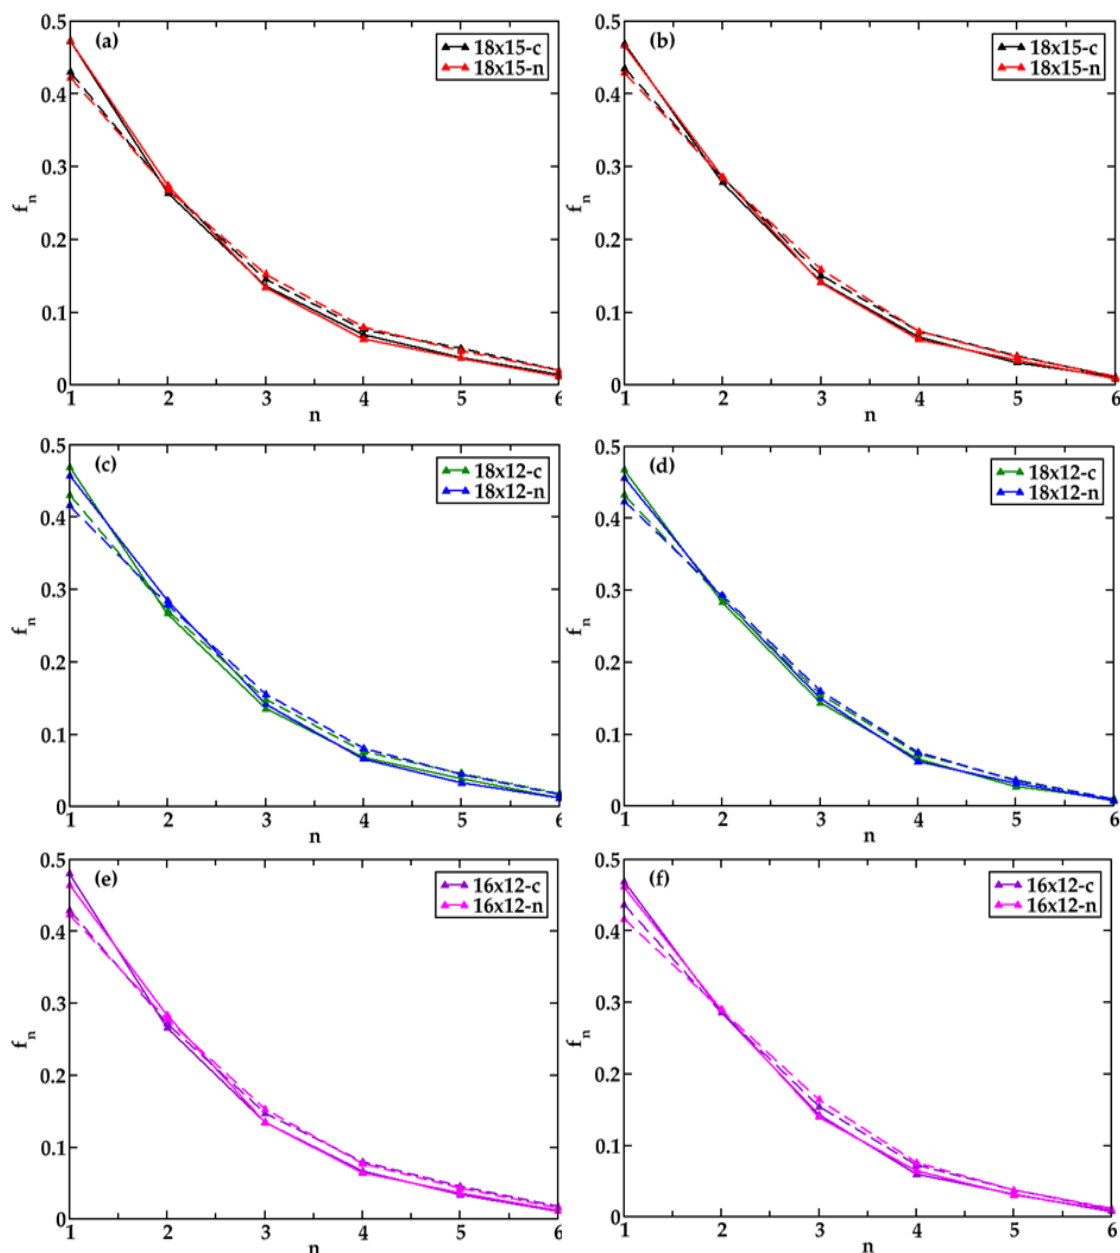 0.5
(a)
18x15-c
18x15-n
0.4
0.3
f_n
0.2
0.1
0
1 2 3 4 5 6
n
0.5
(b)
18x15-c
18x15-n
0.4
0.3
f_n
0.2
0.1
0
1 2 3 4 5 6
n
0.5
(c)
18x12-c
18x12-n
0.4
0.3
f_n
0.2
0.1
0
1 2 3 4 5 6
n
0.5
(d)
18x12-c
18x12-n
0.4
0.3
f_n
0.2
0.1
0
1 2 3 4 5 6
n
0.5
(e)
16x12-c
16x12-n
0.4
0.3
f_n
0.2
0.1
0
1 2 3 4 5 6
n
0.5
(f)
16x12-c
16x12-n
0.4
0.3
f_n
0.2
0.1
0
1 2 3 4 5 6
n